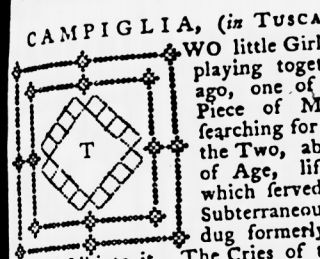 CAMPIGLIA, (in TUSCA
TWO little Girl
playing toget
ago, one of
Piece of M
ſearching for
the Two, ab
of Age, lif
which ſerved
Subterraneou
dug formerly
The Cries of t